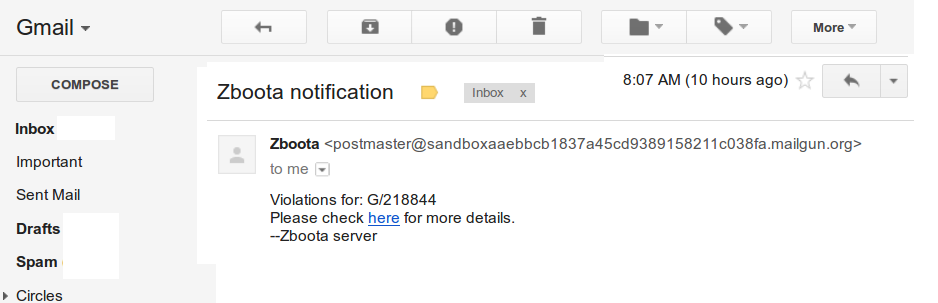 Gmail
More
COMPOSE
Inbox
Important
Sent Mail
Drafts
Spam
Circles
Zboota notification
Inbox x
8:07 AM (10 hours ago)
Zboota <postmaster@sandboxaaebbcb1837a45cd9389158211c038fa.mailgun.org>
to me
Violations for: G/218844
Please check here for more details.
--Zboota server